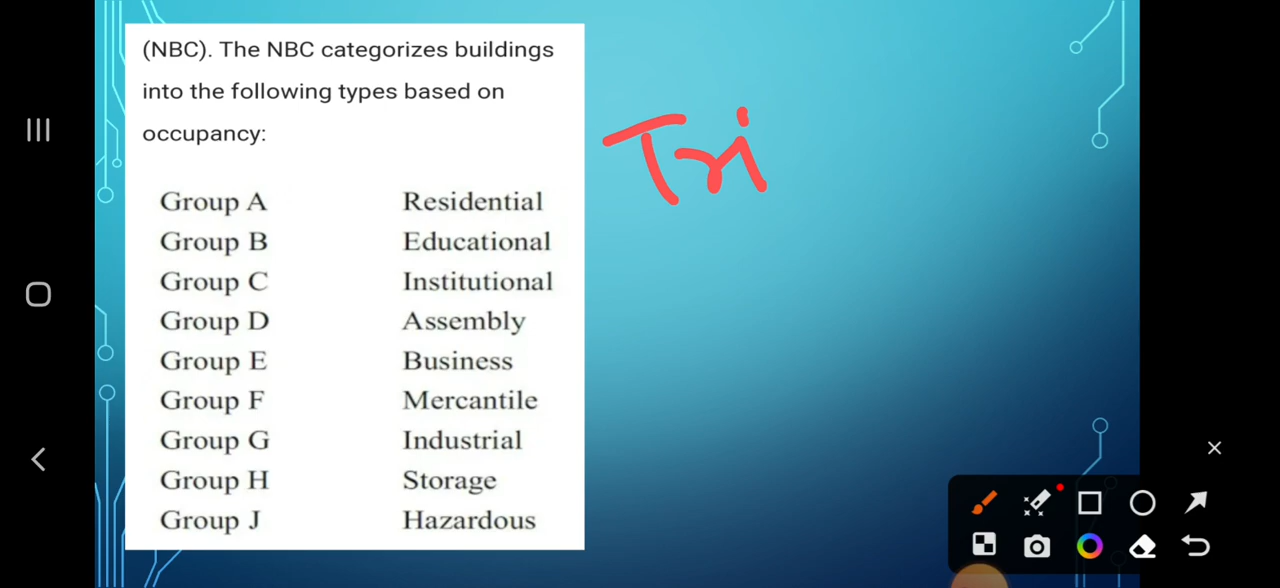 (NBC). The NBC categorizes buildings
into the following types based on
occupancy:
Group A Residential
Group B Educational
Group C Institutional
Group D Assembly
Group E Business
Group F Mercantile
Group G Industrial
Group H Storage
Group J Hazardous
Tri